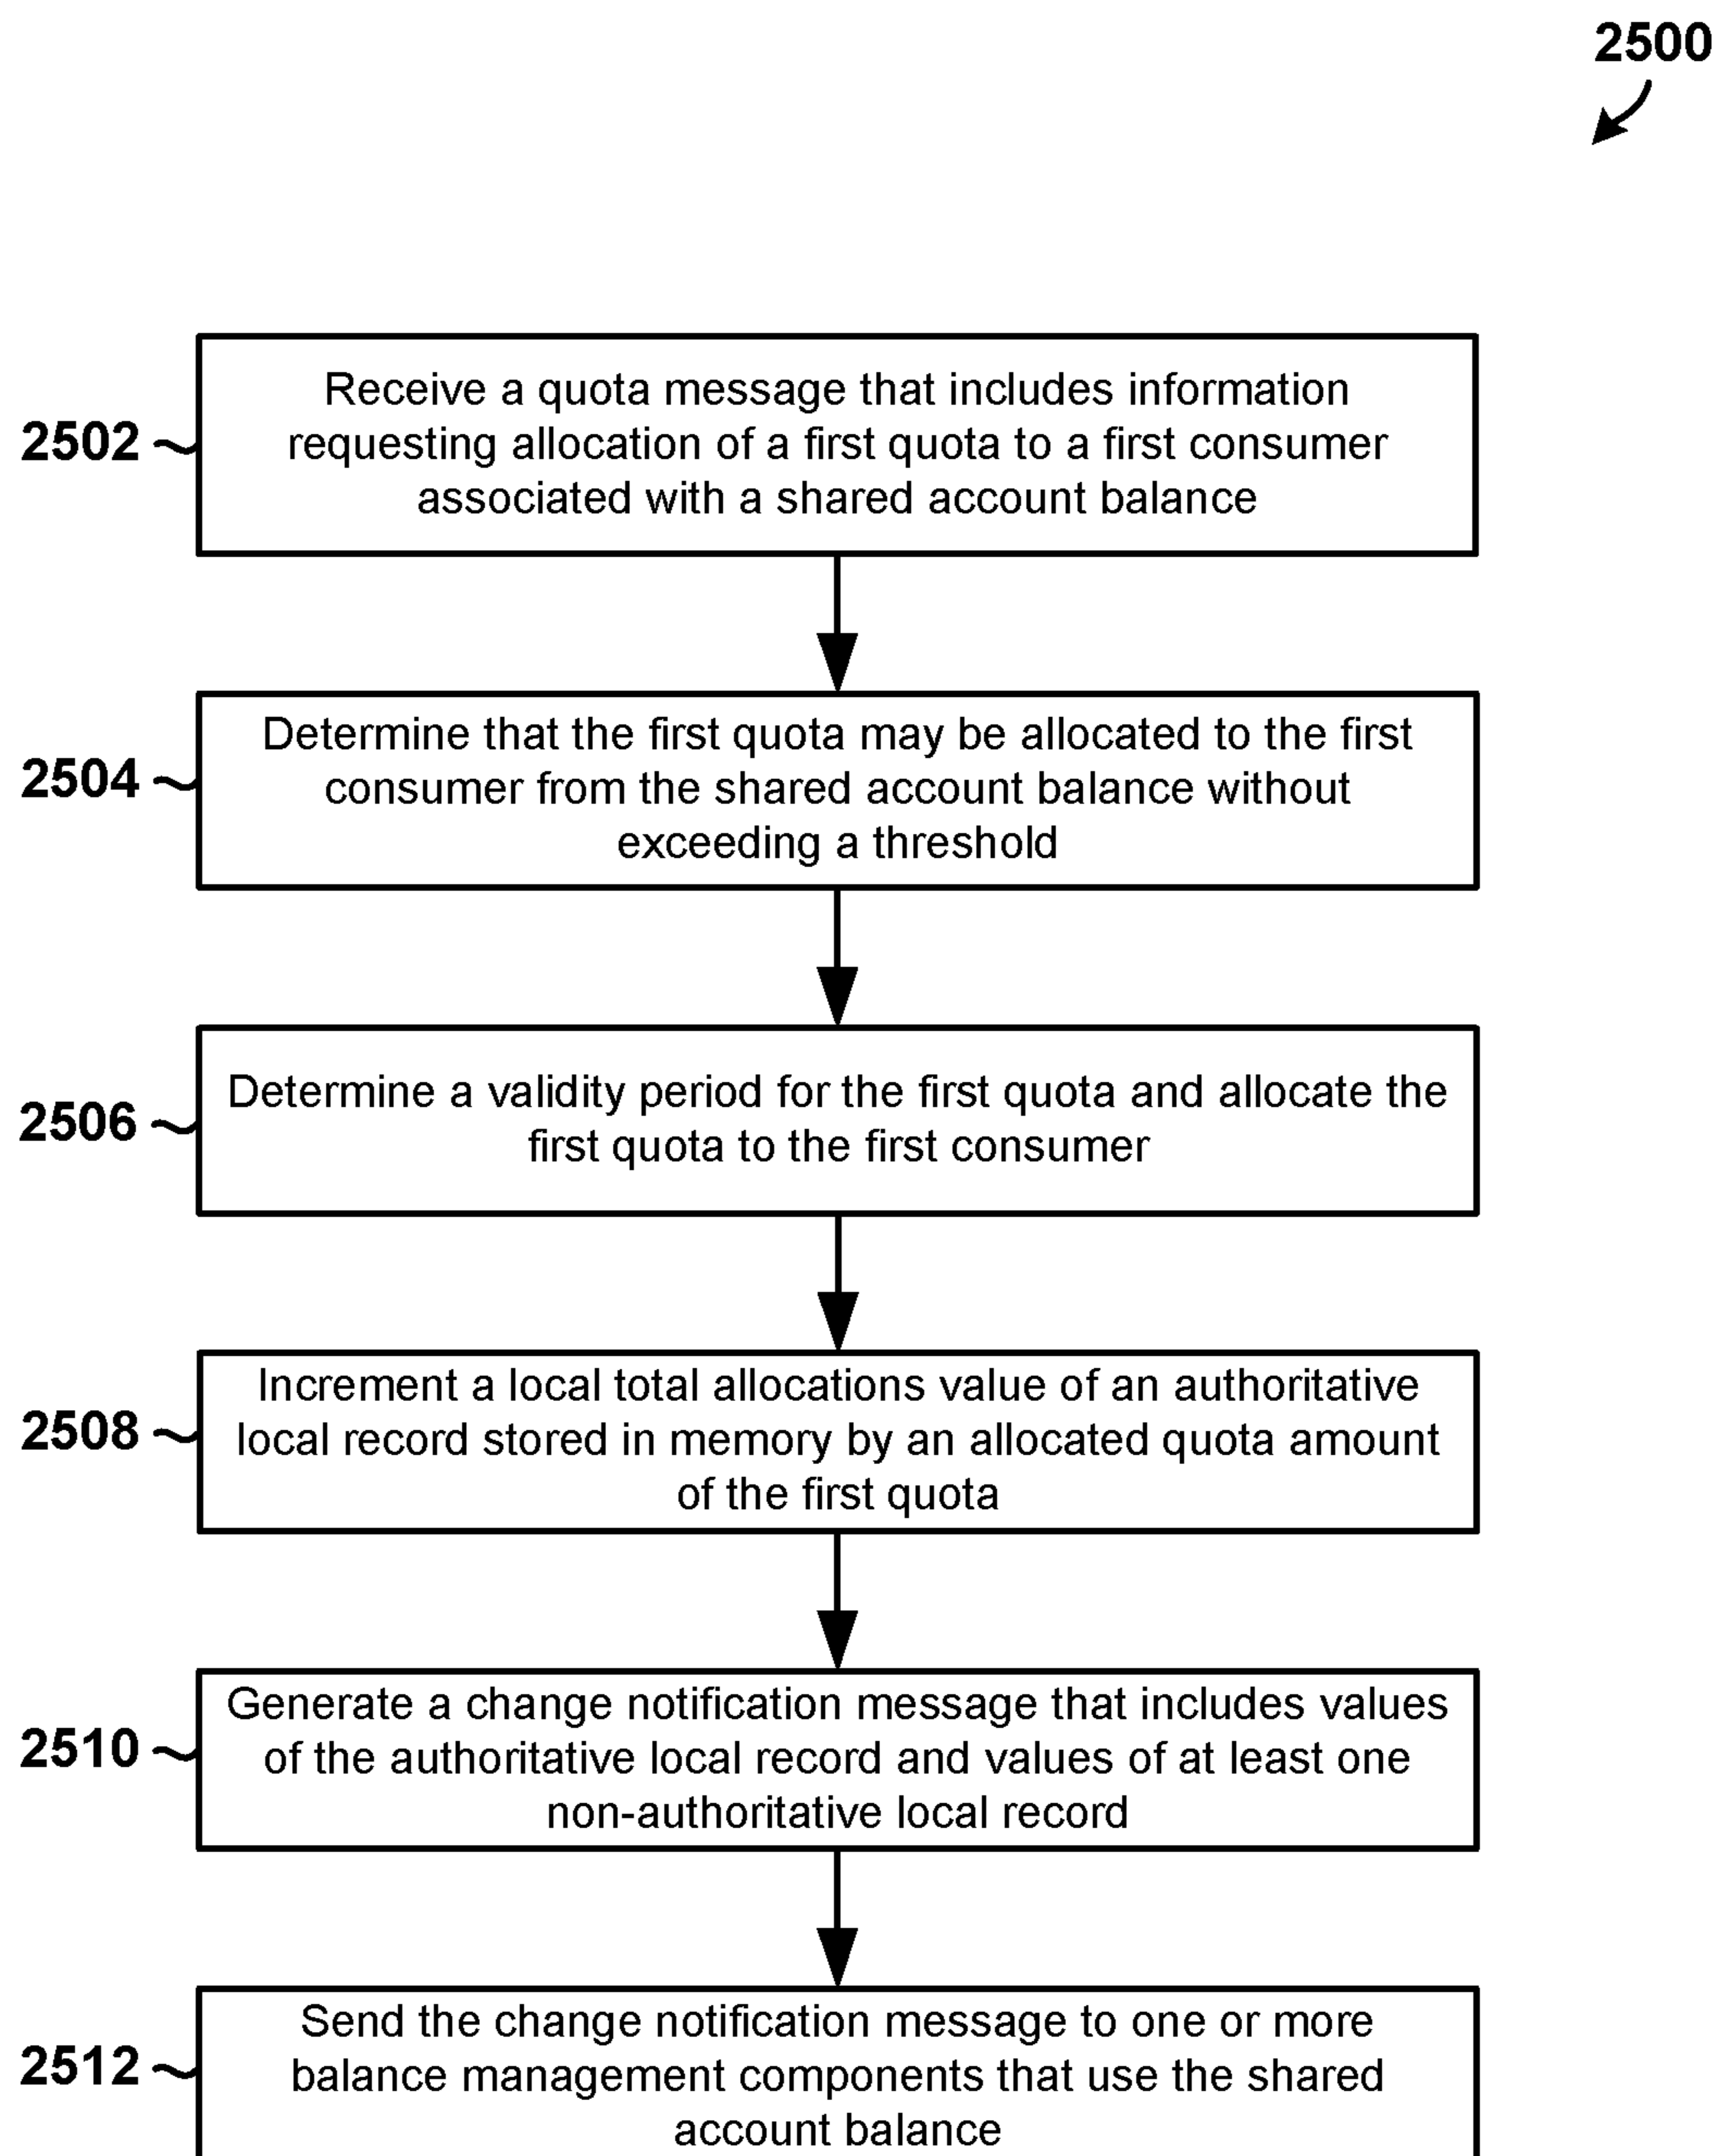 2500
2502
Receive a quota message that includes information
requesting allocation of a first quota to a first consumer
associated with a shared account balance
2504
Determine that the first quota may be allocated to the first
consumer from the shared account balance without
exceeding a threshold
2506
Determine a validity period for the first quota and allocate the
first quota to the first consumer
2508
Increment a local total allocations value of an authoritative
local record stored in memory by an allocated quota amount
of the first quota
2510
Generate a change notification message that includes values
of the authoritative local record and values of at least one
non-authoritative local record
2512
Send the change notification message to one or more
balance management components that use the shared
account balance